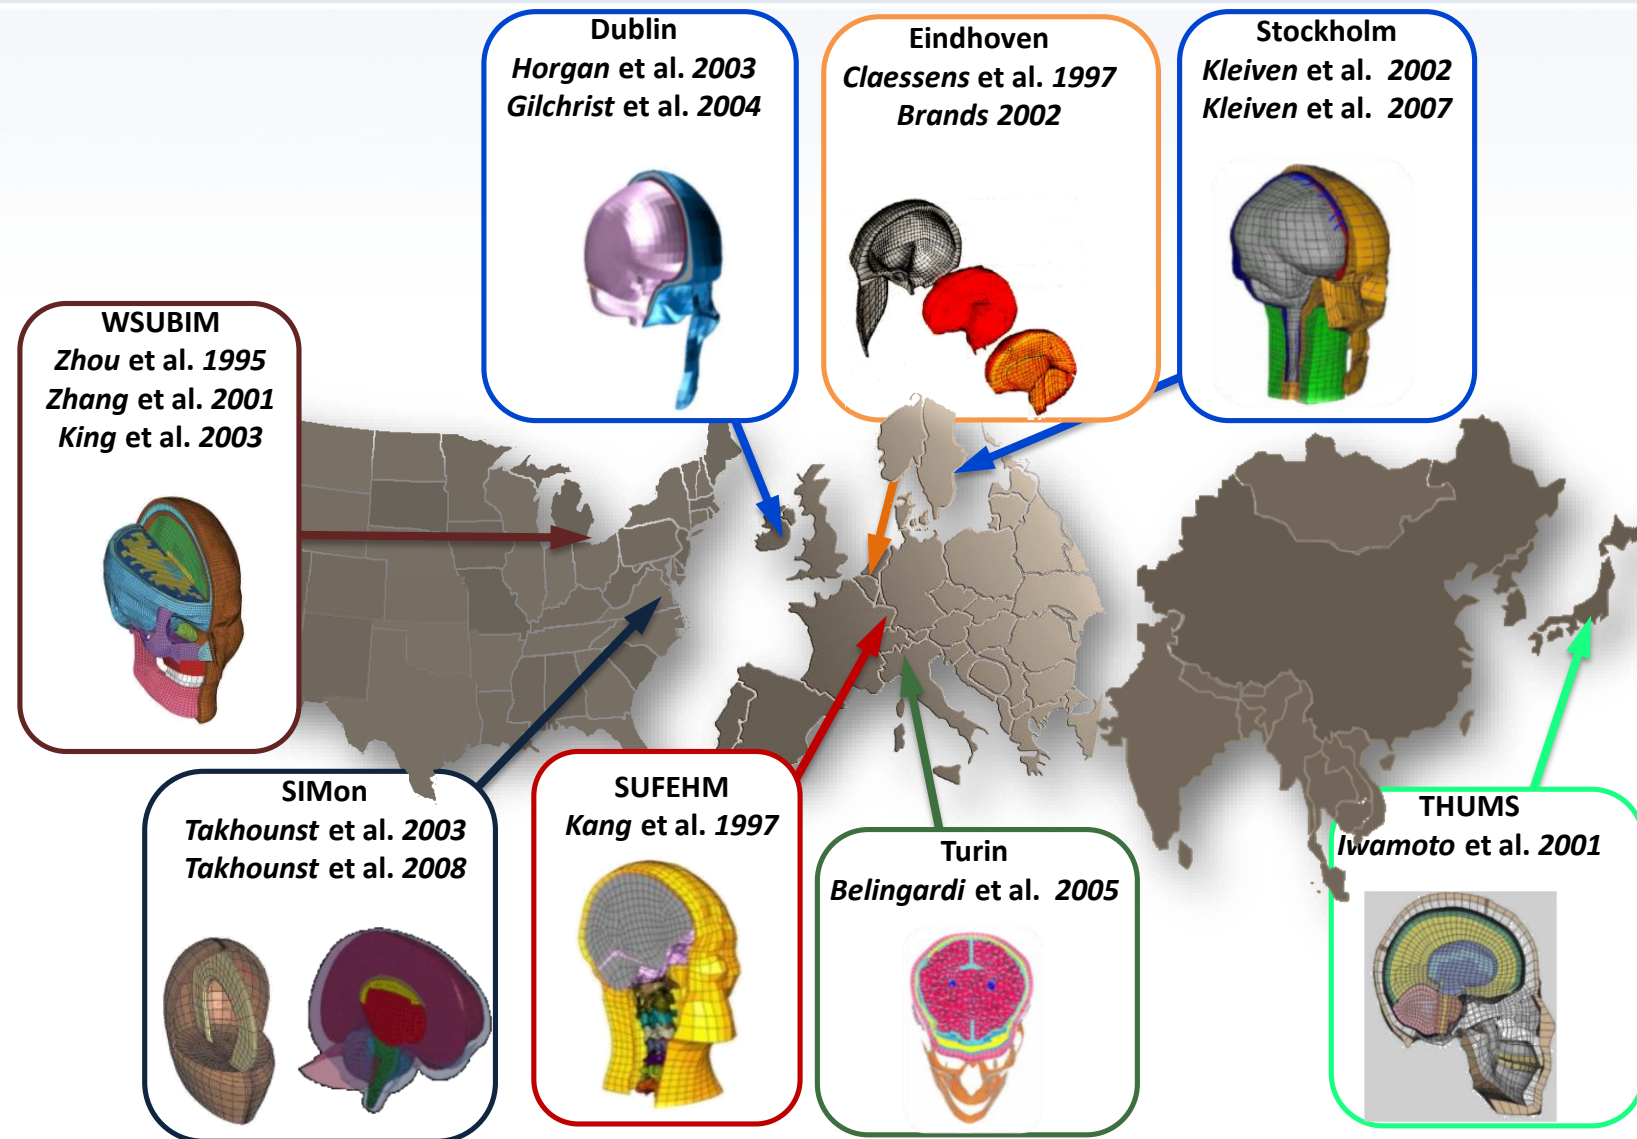 Dublin
Horgan et al. 2003
Gilchrist et al. 2004
Eindhoven
Claessens et al. 1997
Brands 2002
Stockholm
Kleiven et al. 2002
Kleiven et al. 2007
WSUBIM
Zhou et al. 1995
Zhang et al. 2001
King et al. 2003
SIMon
Takhounst et al. 2003
Takhounst et al. 2008
SUFEHM
Kang et al. 1997
Turin
Belingardi et al. 2005
THUMS
Iwamoto et al. 2001